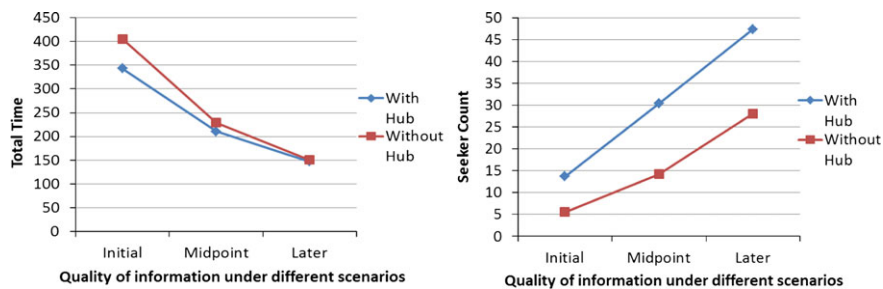 450
400
350
300
250
200
150
100
50
0
Total Time
Initial Midpoint Later
Quality of information under different scenarios
With
Hub
Without
Hub
50
45
40
35
30
25
20
15
10
5
0
Seeker Count
Initial Midpoint Later
Quality of information under different scenarios
With
Hub
Without
Hub